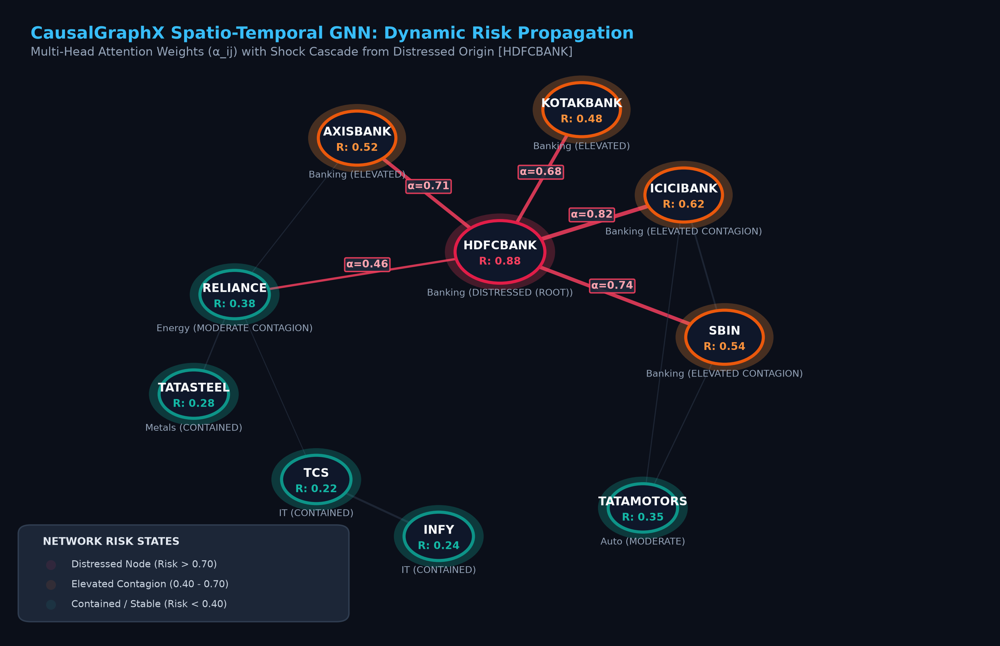 CausalGraphX Spatio-Temporal GNN: Dynamic Risk Propagation
Multi-Head Attention Weights (α_ij) with Shock Cascade from Distressed Origin [HDFCBANK]
KOTAKBANK
R: 0.48
Banking (ELEVATED)
AXISBANK
R: 0.52
Banking (ELEVATED)
α=0.68
α=0.71
ICICIBANK
R: 0.62
Banking (ELEVATED CONTAGION)
α=0.82
HDFCBANK
R: 0.88
Banking (DISTRESSED (ROOT))
α=0.46
α=0.74
RELIANCE
R: 0.38
Energy (MODERATE CONTAGION)
SBIN
R: 0.54
Banking (ELEVATED CONTAGION)
TATASTEEL
R: 0.28
Metals (CONTAINED)
TCS
R: 0.22
IT (CONTAINED)
TATAMOTORS
R: 0.35
Auto (MODERATE)
INFY
R: 0.24
IT (CONTAINED)
NETWORK RISK STATES
Distressed Node (Risk > 0.70)
Elevated Contagion (0.40 - 0.70)
Contained / Stable (Risk < 0.40)